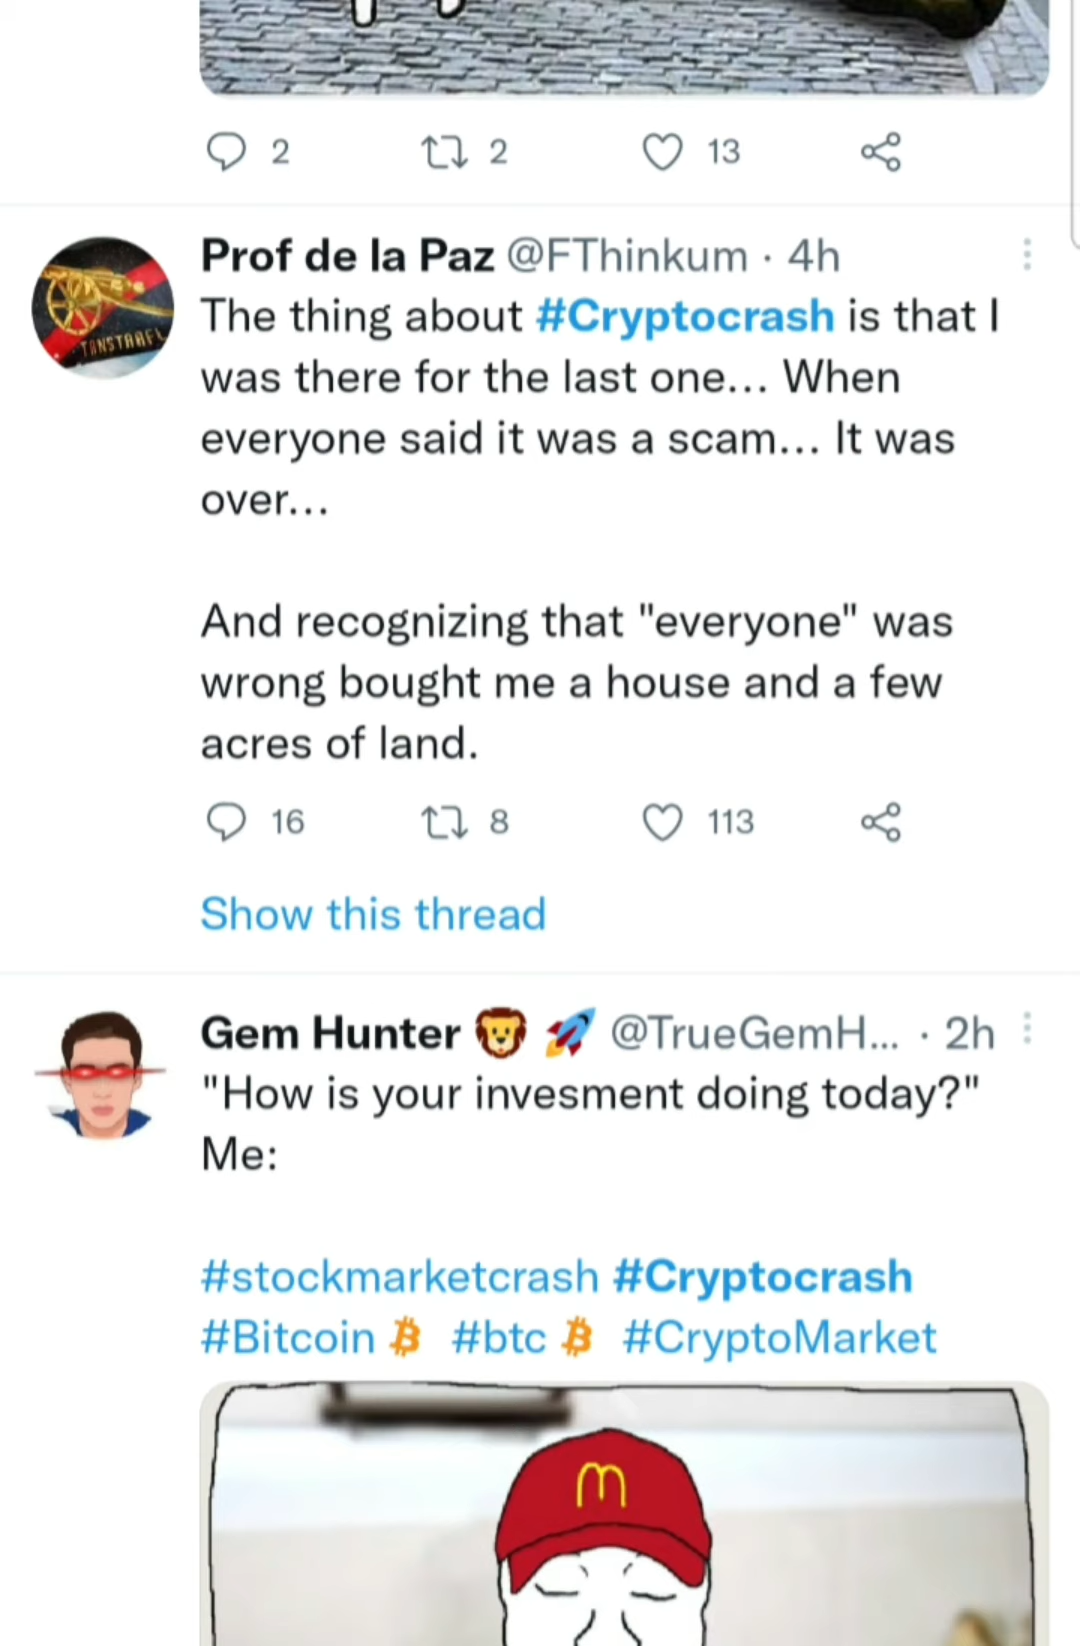 2 2 13
Prof de la Paz @FThinkum · 4h
The thing about #Cryptocrash is that I
was there for the last one... When
everyone said it was a scam... It was
over...
And recognizing that "everyone" was
wrong bought me a house and a few
acres of land.
16 8 113
Show this thread
Gem Hunter 🦁 🚀 @TrueGemH... · 2h
"How is your invesment doing today?"
Me:
#stockmarketcrash #Cryptocrash
#Bitcoin #btc #CryptoMarket
m